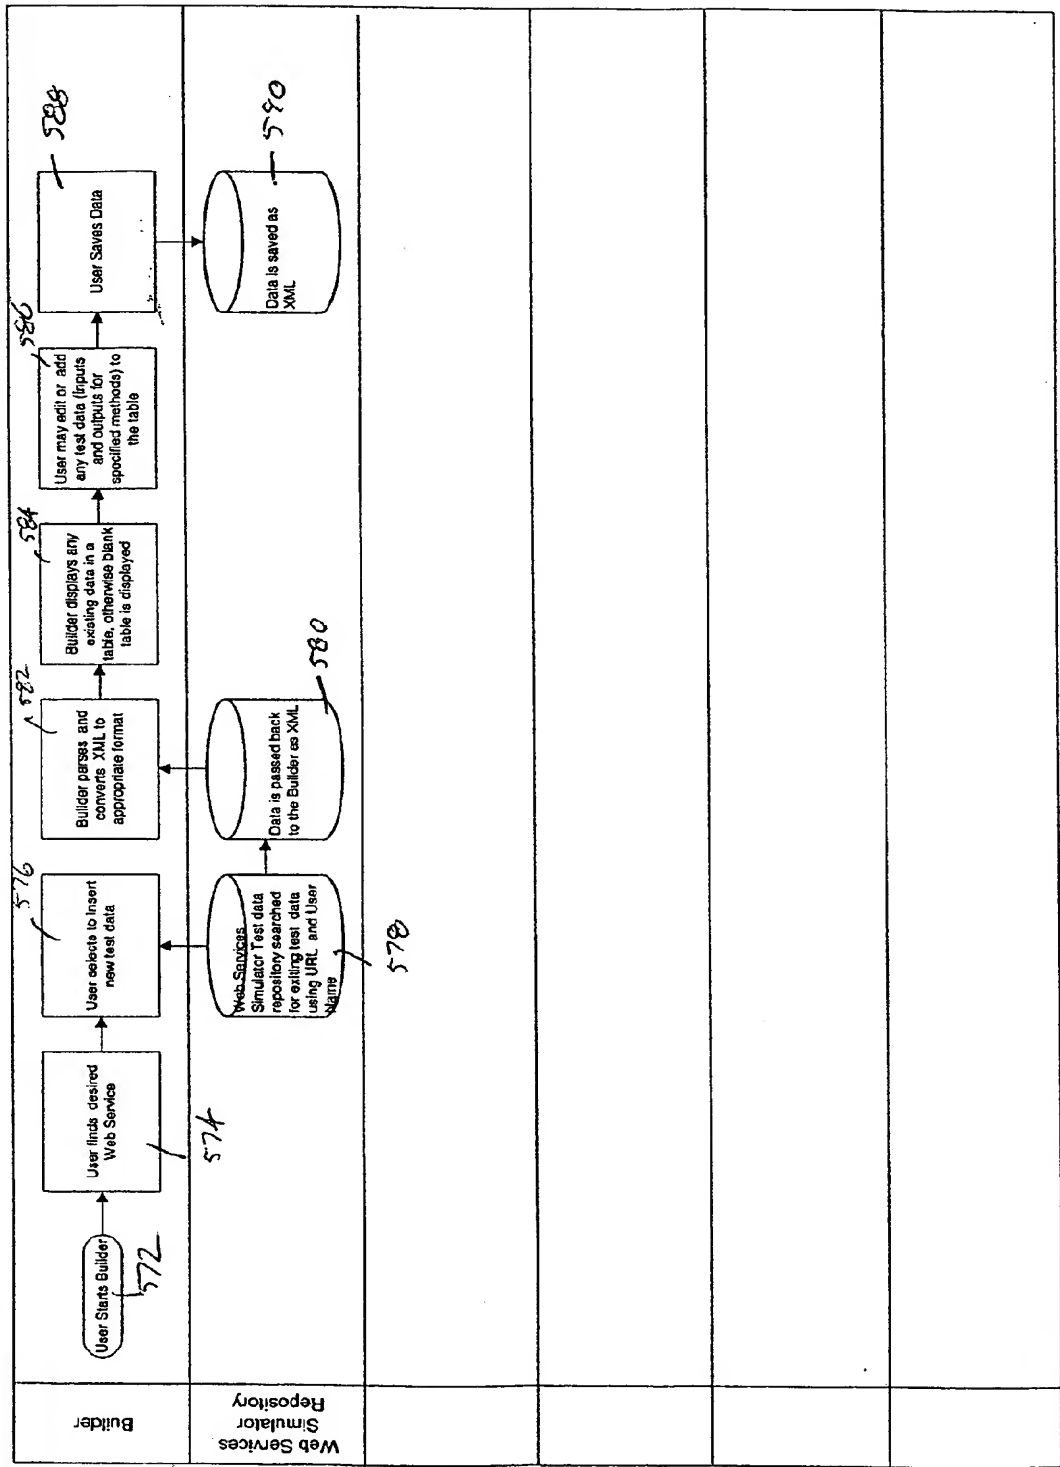 Builder
User Starts Builder
572
User finds desired
Web Service
574
User selects to Insert
new test data
576
Builder parses and
converts XML to
appropriate format
582
Builder displays any
existing data in a
table, otherwise blank
table is displayed
584
User may edit or add
any test data (Inputs
and outputs for
specified methods) to
the table
586
User Saves Data
588
Web Services
Simulator
Repository
Web Services
Simulator Test data
repository searched
for exiting test data
using URL and User
Name
578
Data is passed back
to the Builder as XML
580
Data is saved as
XML
590